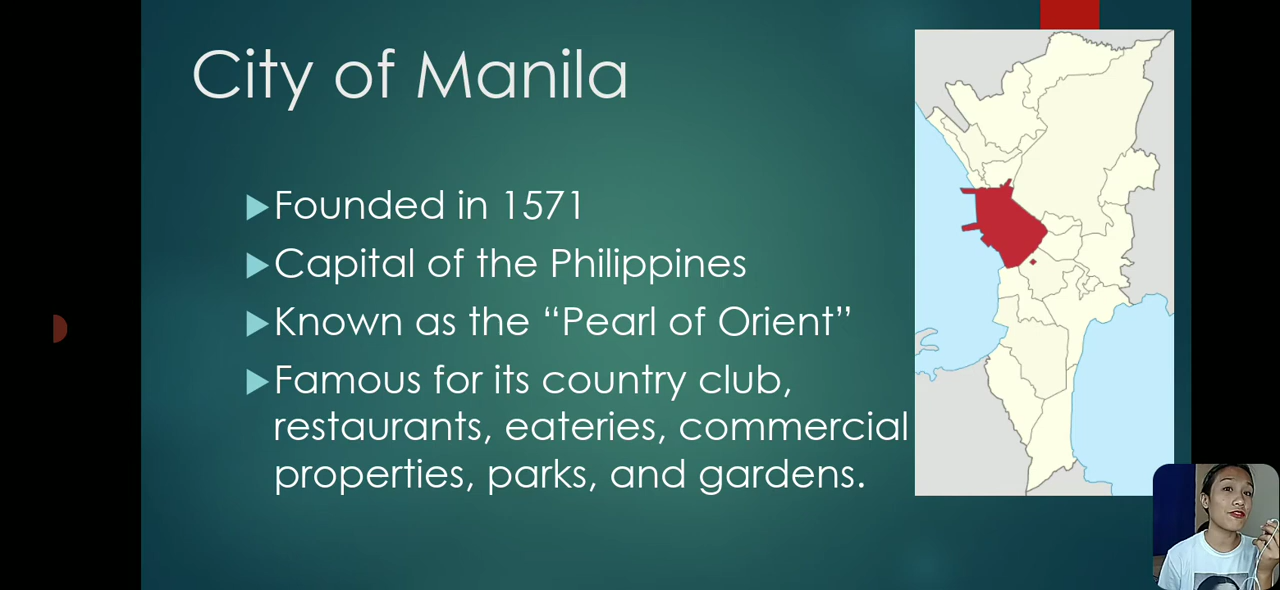 City of Manila
Founded in 1571
Capital of the Philippines
Known as the “Pearl of Orient”
Famous for its country club,
restaurants, eateries, commercial
properties, parks, and gardens.